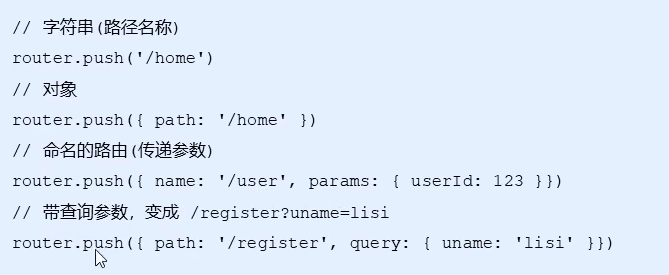 // 字符串(路径名称)
router.push('/home')
// 对象
router.push({ path: '/home' })
// 命名的路由(传递参数)
router.push({ name: '/user', params: { userId: 123 }})
// 带查询参数，变成 /register?uname=lisi
router.push({ path: '/register', query: { uname: 'lisi' }})